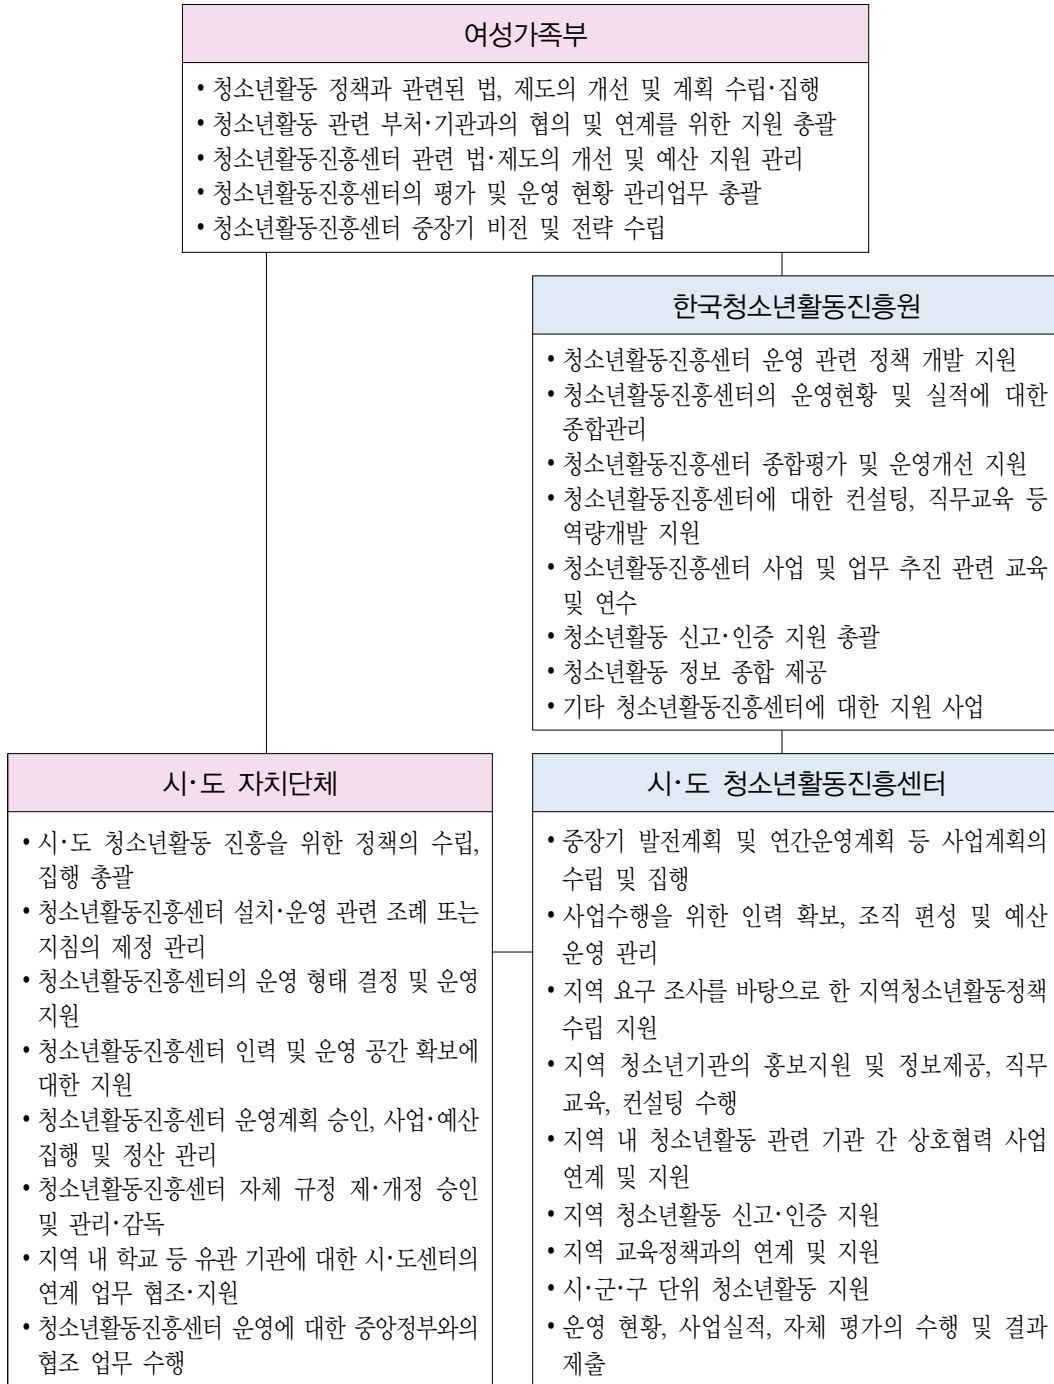 여성가족부
• 청소년활동 정책과 관련된 법, 제도의 개선 및 계획 수립·집행
• 청소년활동 관련 부처·기관과의 협의 및 연계를 위한 지원 총괄
• 청소년활동진흥센터 관련 법·제도의 개선 및 예산 지원 관리
• 청소년활동진흥센터의 평가 및 운영 현황 관리업무 총괄
• 청소년활동진흥센터 중장기 비전 및 전략 수립
한국청소년활동진흥원
• 청소년활동진흥센터 운영 관련 정책 개발 지원
• 청소년활동진흥센터의 운영현황 및 실적에 대한
종합관리
• 청소년활동진흥센터 종합평가 및 운영개선 지원
• 청소년활동진흥센터에 대한 컨설팅, 직무교육 등
역량개발 지원
• 청소년활동진흥센터 사업 및 업무 추진 관련 교육
및 연수
• 청소년활동 신고·인증 지원 총괄
• 청소년활동 정보 종합 제공
• 기타 청소년활동진흥센터에 대한 지원 사업
시·도 자치단체
• 시·도 청소년활동 진흥을 위한 정책의 수립,
집행 총괄
• 청소년활동진흥센터 설치·운영 관련 조례 또는
지침의 제정 관리
• 청소년활동진흥센터의 운영 형태 결정 및 운영
지원
• 청소년활동진흥센터 인력 및 운영 공간 확보에
대한 지원
• 청소년활동진흥센터 운영계획 승인, 사업·예산
집행 및 정산 관리
• 청소년활동진흥센터 자체 규정 제·개정 승인
및 관리·감독
• 지역 내 학교 등 유관 기관에 대한 시·도센터의
연계 업무 협조·지원
• 청소년활동진흥센터 운영에 대한 중앙정부와의
협조 업무 수행
시·도 청소년활동진흥센터
• 중장기 발전계획 및 연간운영계획 등 사업계획의
수립 및 집행
• 사업수행을 위한 인력 확보, 조직 편성 및 예산
운영 관리
• 지역 요구 조사를 바탕으로 한 지역청소년활동정책
수립 지원
• 지역 청소년기관의 홍보지원 및 정보제공, 직무
교육, 컨설팅 수행
• 지역 내 청소년활동 관련 기관 간 상호협력 사업
연계 및 지원
• 지역 청소년활동 신고·인증 지원
• 지역 교육정책과의 연계 및 지원
• 시·군·구 단위 청소년활동 지원
• 운영 현황, 사업실적, 자체 평가의 수행 및 결과
제출